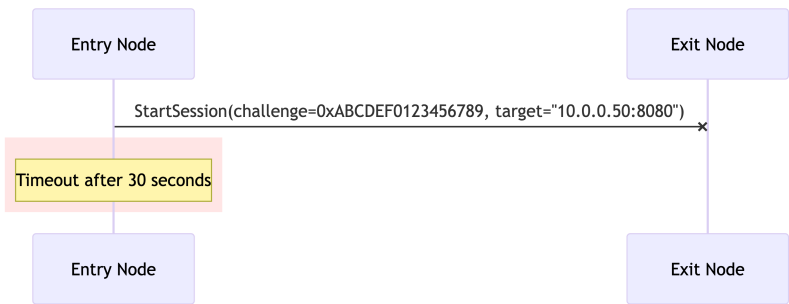 Entry Node
Exit Node
StartSession(challenge=0xABCDEF0123456789, target="10.0.0.50:8080")
Timeout after 30 seconds
Entry Node
Exit Node